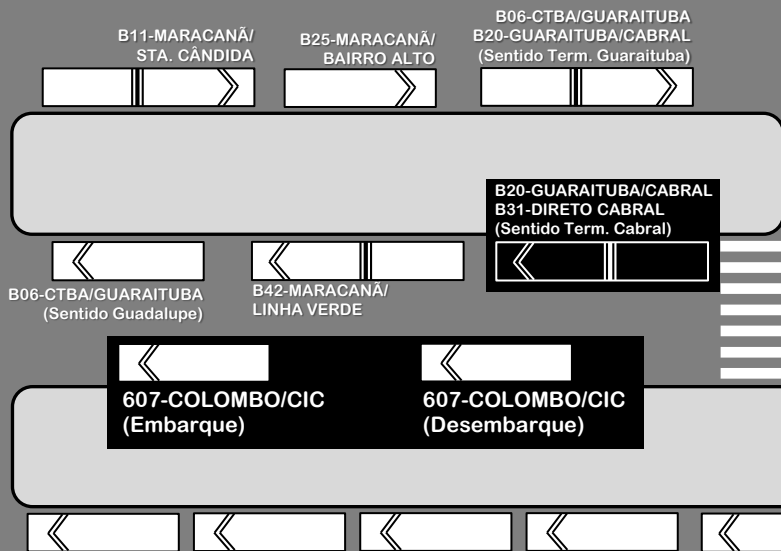 B11-MARACANÃ/
STA. CÂNDIDA
B25-MARACANÃ/
BAIRRO ALTO
B06-CTBA/GUARAITUBA
B20-GUARAITUBA/CABRAL
(Sentido Term. Guaraituba)
B20-GUARAITUBA/CABRAL
B31-DIRETO CABRAL
(Sentido Term. Cabral)
B06-CTBA/GUARAITUBA
(Sentido Guadalupe)
B42-MARACANÃ/
LINHA VERDE
607-COLOMBO/CIC
(Embarque)
607-COLOMBO/CIC
(Desembarque)